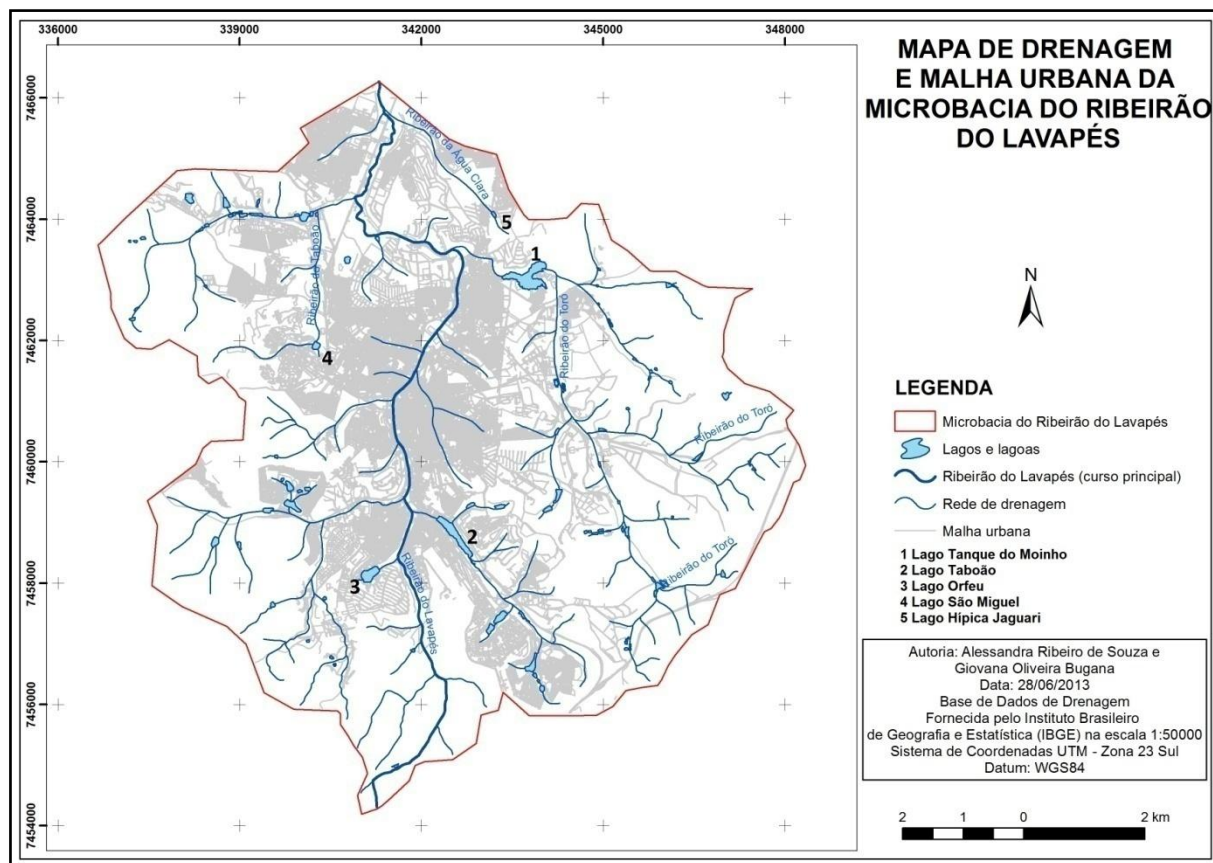 MAPA DE DRENAGEM
E MALHA URBANA DA
MICROBACIA DO RIBEIRÃO
DO LAVAPÉS
336000
339000
342000
345000
348000
7466000
7464000
7462000
7460000
7458000
7456000
7454000
Ribeirão da Água Clara
5
1
Ribeirão do Taboão
4
Ribeirão do Toró
Ribeirão do Toró
2
3
Ribeirão do Lavapés
Ribeirão do Toró
N
LEGENDA
Microbacia do Ribeirão do Lavapés
Lagos e lagoas
Ribeirão do Lavapés (curso principal)
Rede de drenagem
Malha urbana
1 Lago Tanque do Moinho
2 Lago Taboão
3 Lago Orfeu
4 Lago São Miguel
5 Lago Hípica Jaguari
Autoria: Alessandra Ribeiro de Souza e
Giovana Oliveira Bugana
Data: 28/06/2013
Base de Dados de Drenagem
Fornecida pelo Instituto Brasileiro
de Geografia e Estatística (IBGE) na escala 1:50000
Sistema de Coordenadas UTM - Zona 23 Sul
Datum: WGS84
2 1 0 2 km